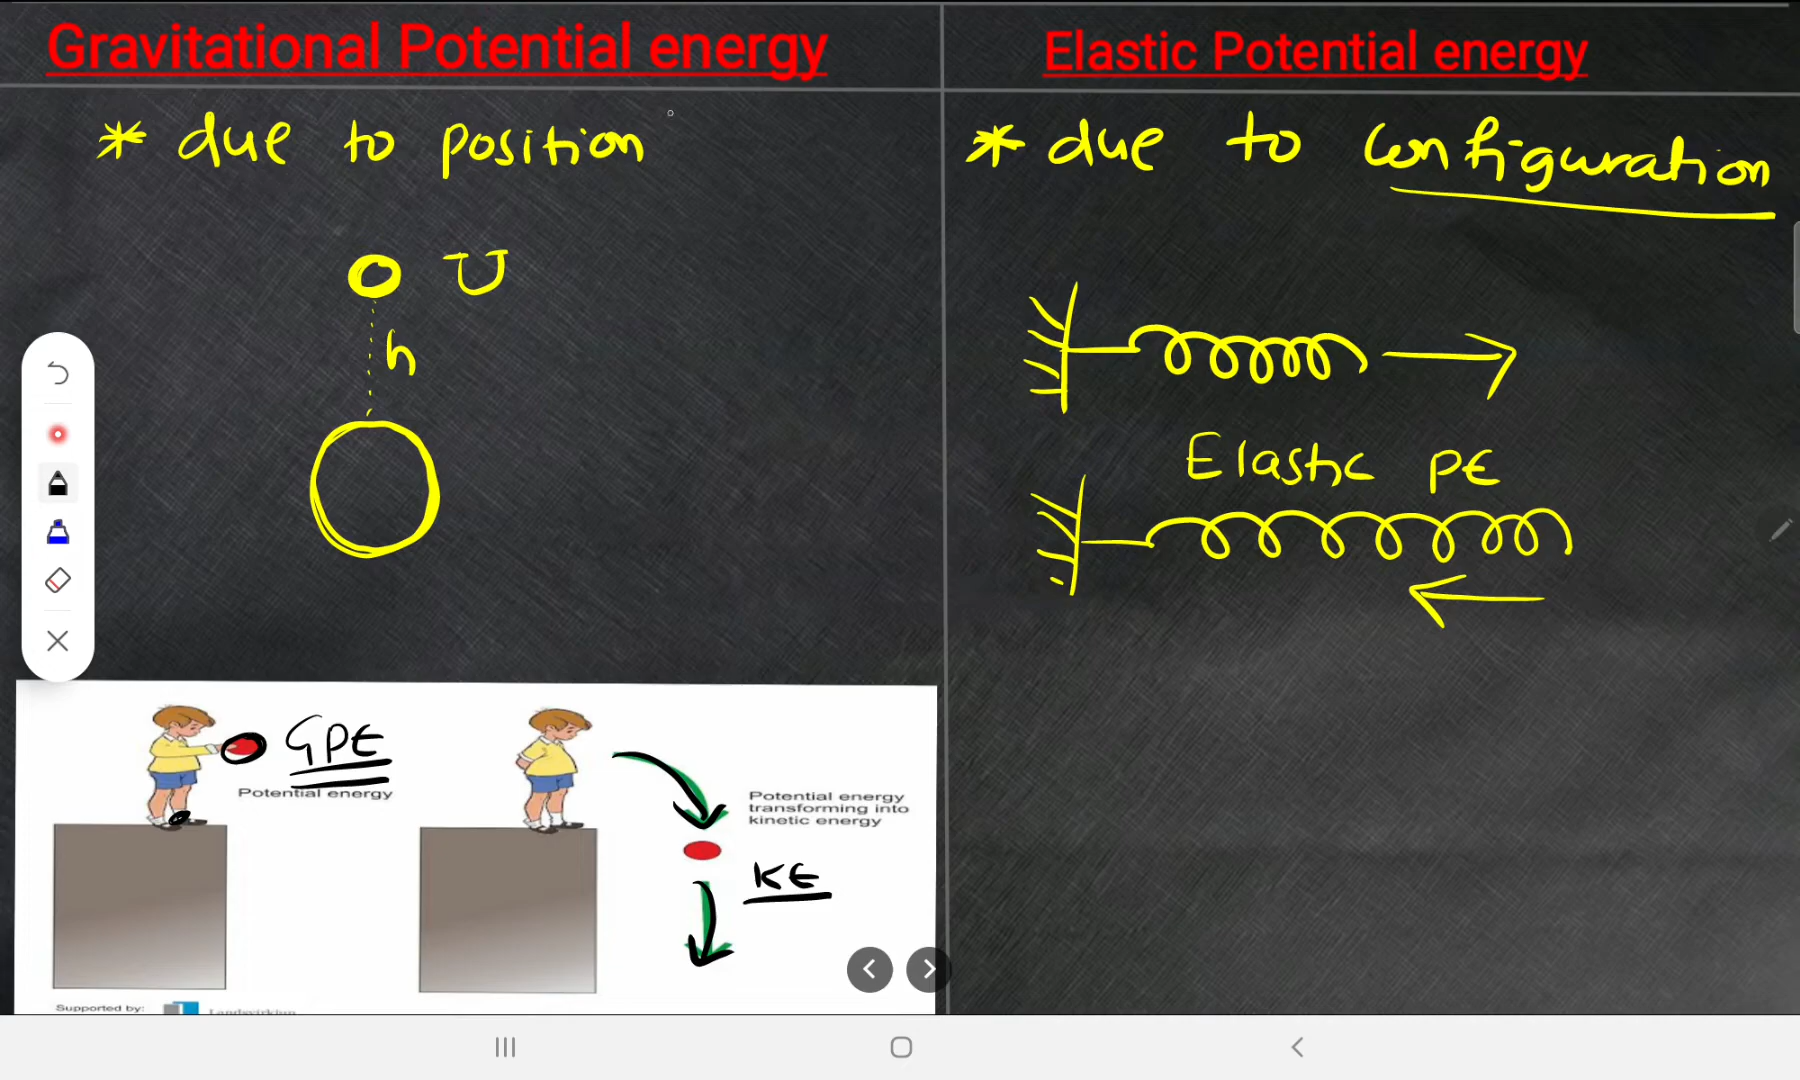 Gravitational Potential energy
* due to position
U
h
GPE
Potential energy
Potential energy
transforming into
kinetic energy
KE
Supported by:
Elastic Potential energy
* due to configuration
Elastic PE